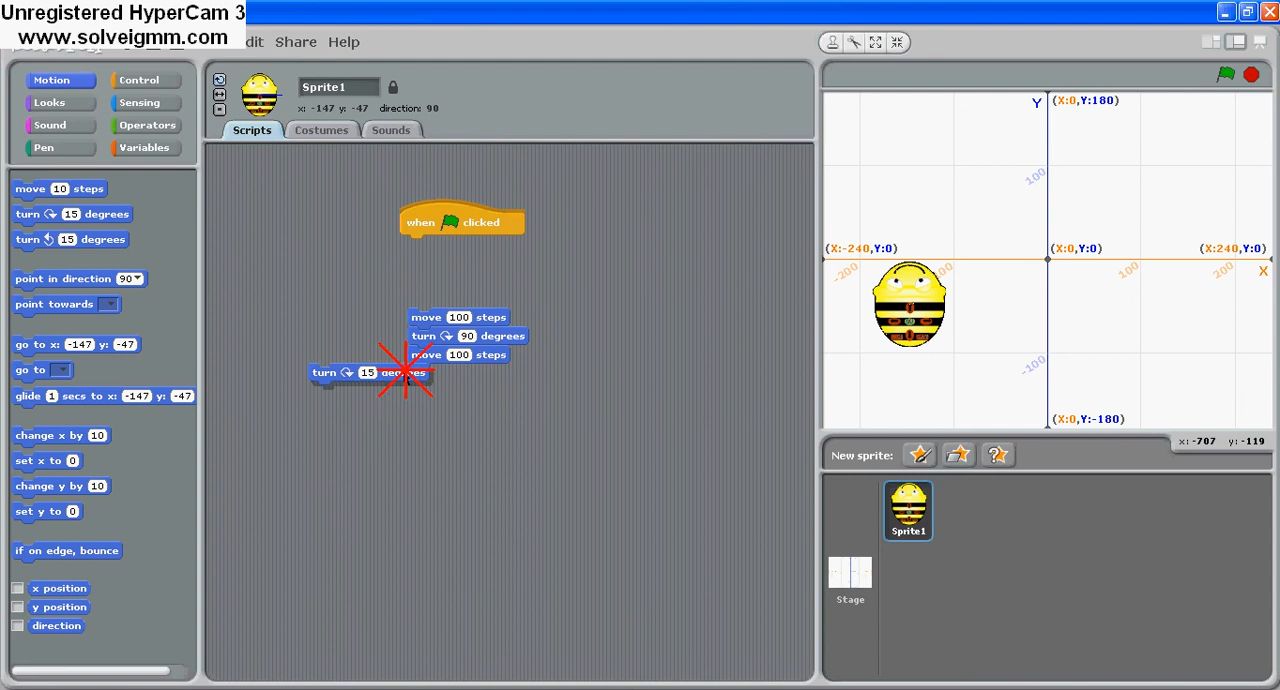 Unregistered HyperCam 3
www.solveigmm.com
dit Share Help
Motion Control
Looks Sensing
Sound Operators
Pen Variables
Sprite1
x: -147 y: -47 direction: 90
Scripts Costumes Sounds
move 10 steps
turn 15 degrees
turn 15 degrees
point in direction 90
point towards
go to x: -147 y: -47
go to
glide 1 secs to x: -147 y: -47
change x by 10
set x to 0
change y by 10
set y to 0
if on edge, bounce
x position
y position
direction
when clicked
move 100 steps
turn 90 degrees
move 100 steps
turn 15 degrees
Y (X:0,Y:180)
100
(X:-240,Y:0) (X:0,Y:0) (X:240,Y:0)
-200 100 200 X
-100
(X:0,Y:-180)
x: -707 y: -119
New sprite:
Sprite1
Stage